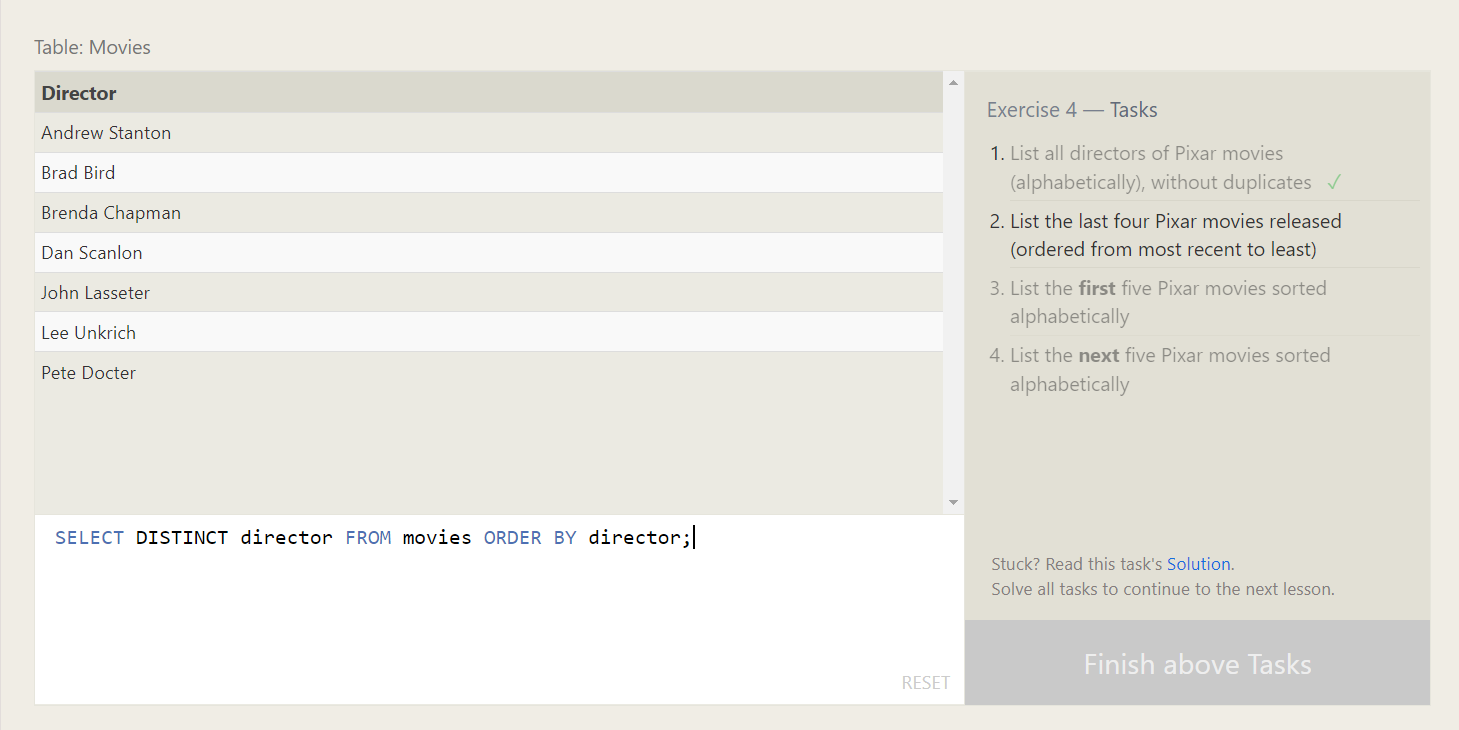 Table: Movies
Director
Andrew Stanton
Brad Bird
Brenda Chapman
Dan Scanlon
John Lasseter
Lee Unkrich
Pete Docter
SELECT DISTINCT director FROM movies ORDER BY director;
RESET
Exercise 4 — Tasks
1. List all directors of Pixar movies
(alphabetically), without duplicates ✓
2. List the last four Pixar movies released
(ordered from most recent to least)
3. List the first five Pixar movies sorted
alphabetically
4. List the next five Pixar movies sorted
alphabetically
Stuck? Read this task's Solution.
Solve all tasks to continue to the next lesson.
Finish above Tasks